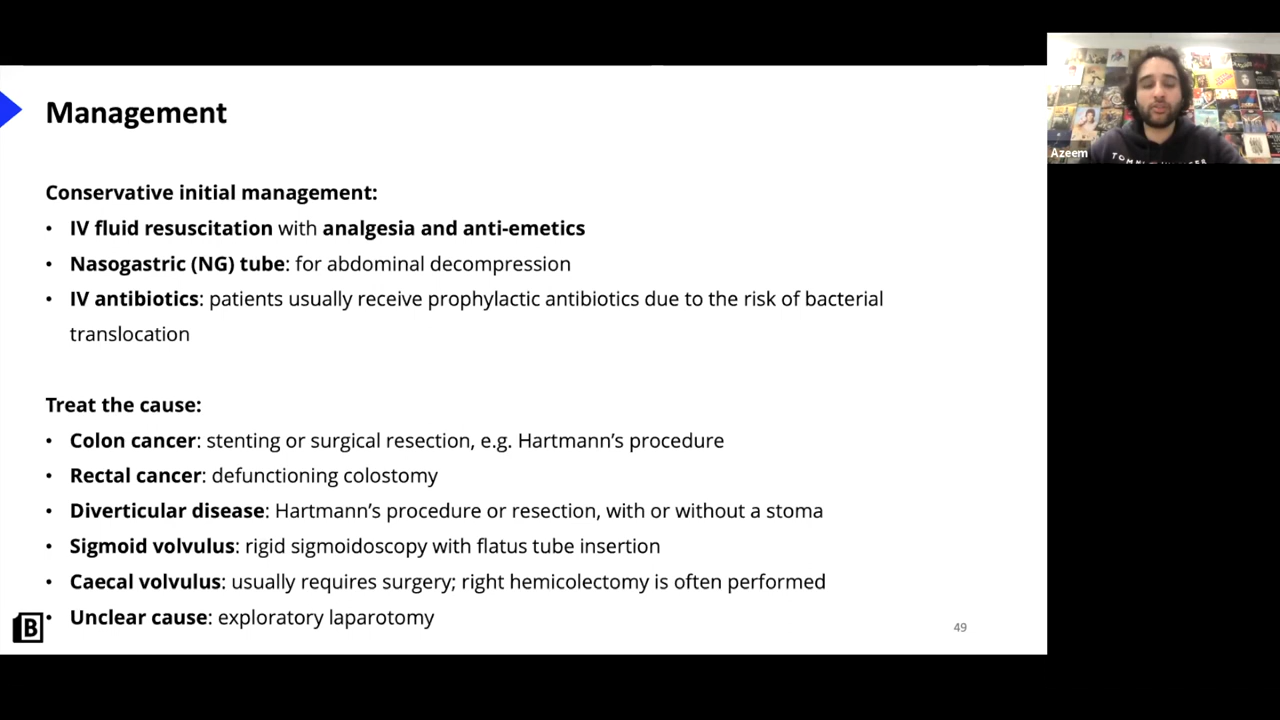 Management
Conservative initial management:
• IV fluid resuscitation with analgesia and anti-emetics
• Nasogastric (NG) tube: for abdominal decompression
• IV antibiotics: patients usually receive prophylactic antibiotics due to the risk of bacterial
translocation
Treat the cause:
• Colon cancer: stenting or surgical resection, e.g. Hartmann’s procedure
• Rectal cancer: defunctioning colostomy
• Diverticular disease: Hartmann’s procedure or resection, with or without a stoma
• Sigmoid volvulus: rigid sigmoidoscopy with flatus tube insertion
• Caecal volvulus: usually requires surgery; right hemicolectomy is often performed
• Unclear cause: exploratory laparotomy
B
49
Azeem